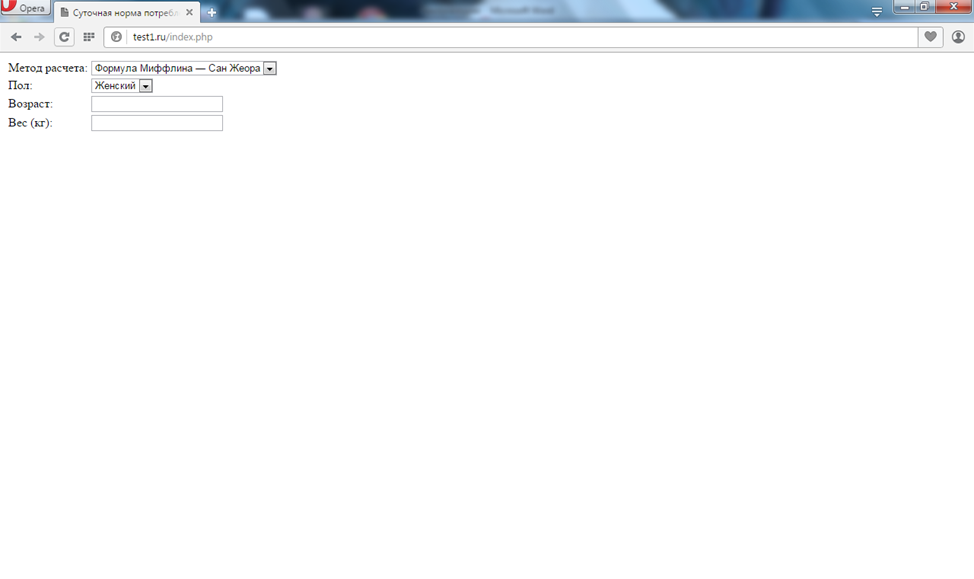 Opera
Суточная норма потребл
Microsoft Word
test1.ru/index.php
Метод расчета: Формула Миффлина — Сан Жеора
Пол: Женский
Возраст:
Вес (кг):